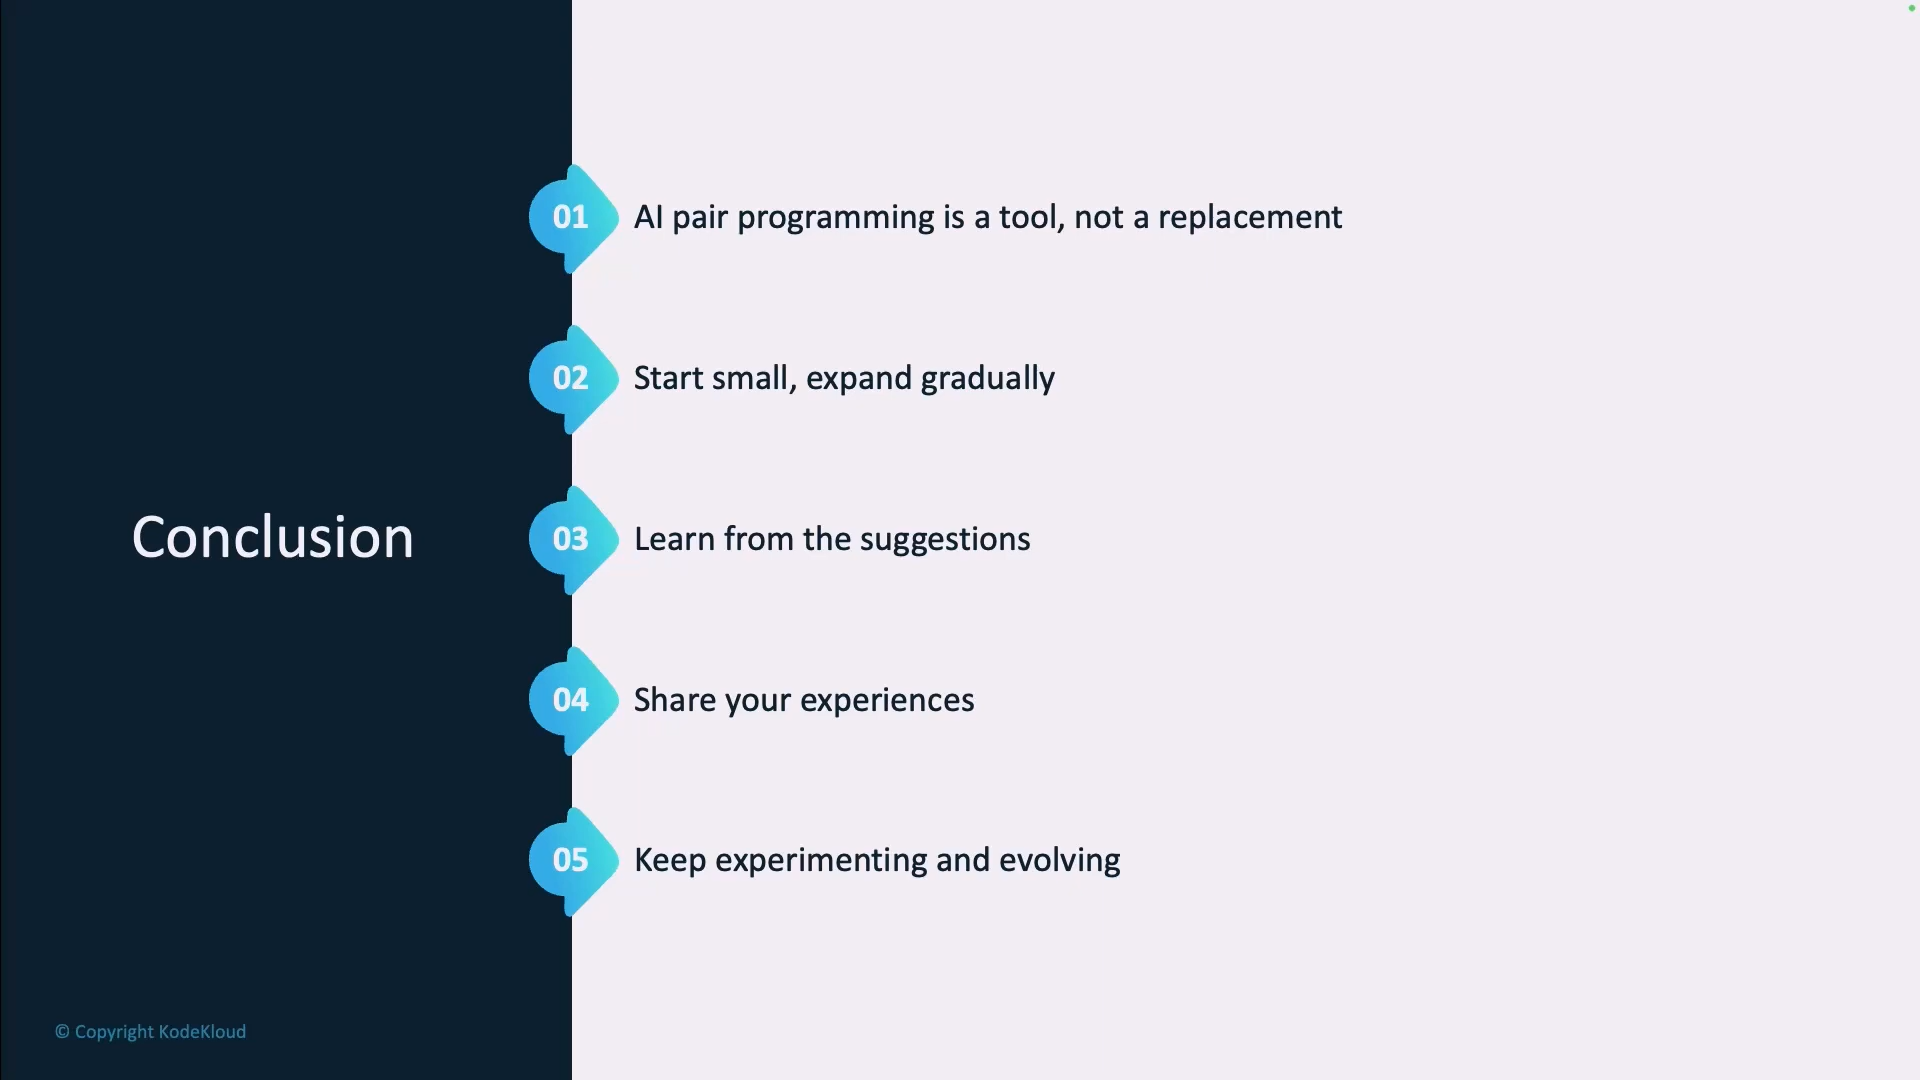 Conclusion
01 AI pair programming is a tool, not a replacement
02 Start small, expand gradually
03 Learn from the suggestions
04 Share your experiences
05 Keep experimenting and evolving
© Copyright KodeKloud